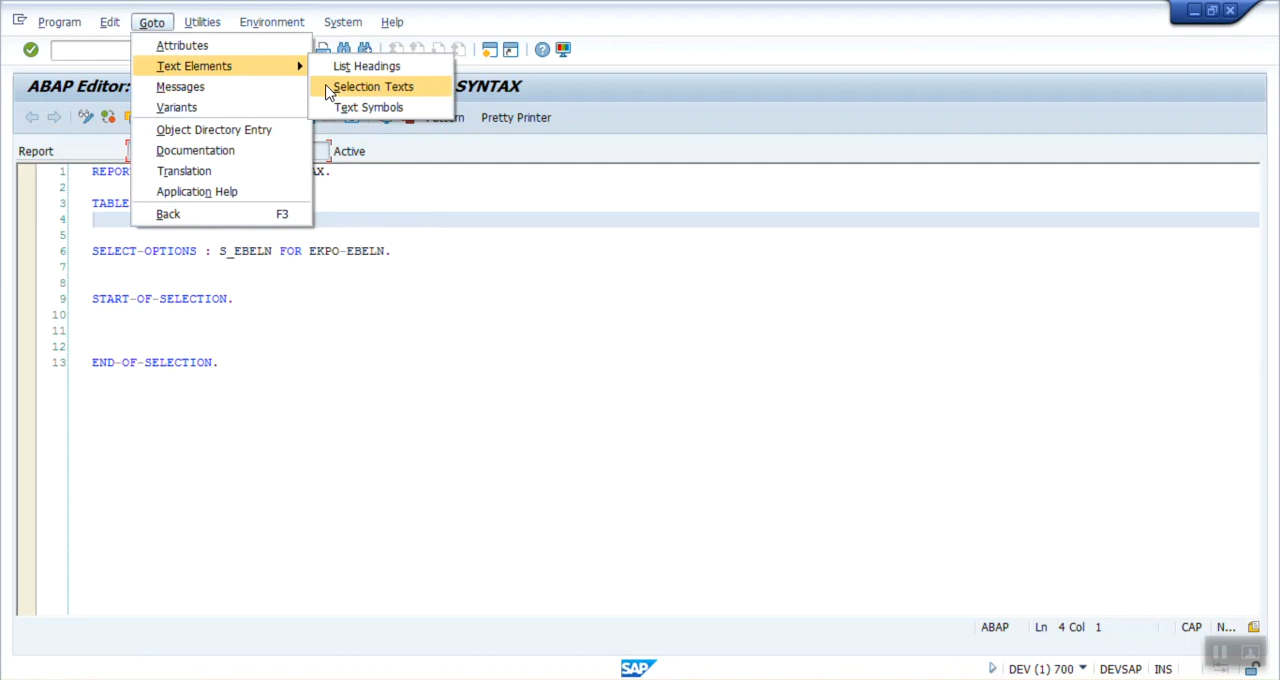 Program Edit Goto Utilities Environment System Help
Attributes
Text Elements
Messages
Variants
Object Directory Entry
Documentation
Translation
Application Help
Back F3
List Headings
Selection Texts
Text Symbols
ABAP Editor: SYNTAX
Pretty Printer
Report Active
1 REPOR X.
2
3 TABLE
4
5
6 SELECT-OPTIONS : S_EBELN FOR EKPO-EBELN.
7
8
9 START-OF-SELECTION.
10
11
12
13 END-OF-SELECTION.
ABAP Ln 4 Col 1 CAP N...
SAP DEV (1) 700 DEVSAP INS